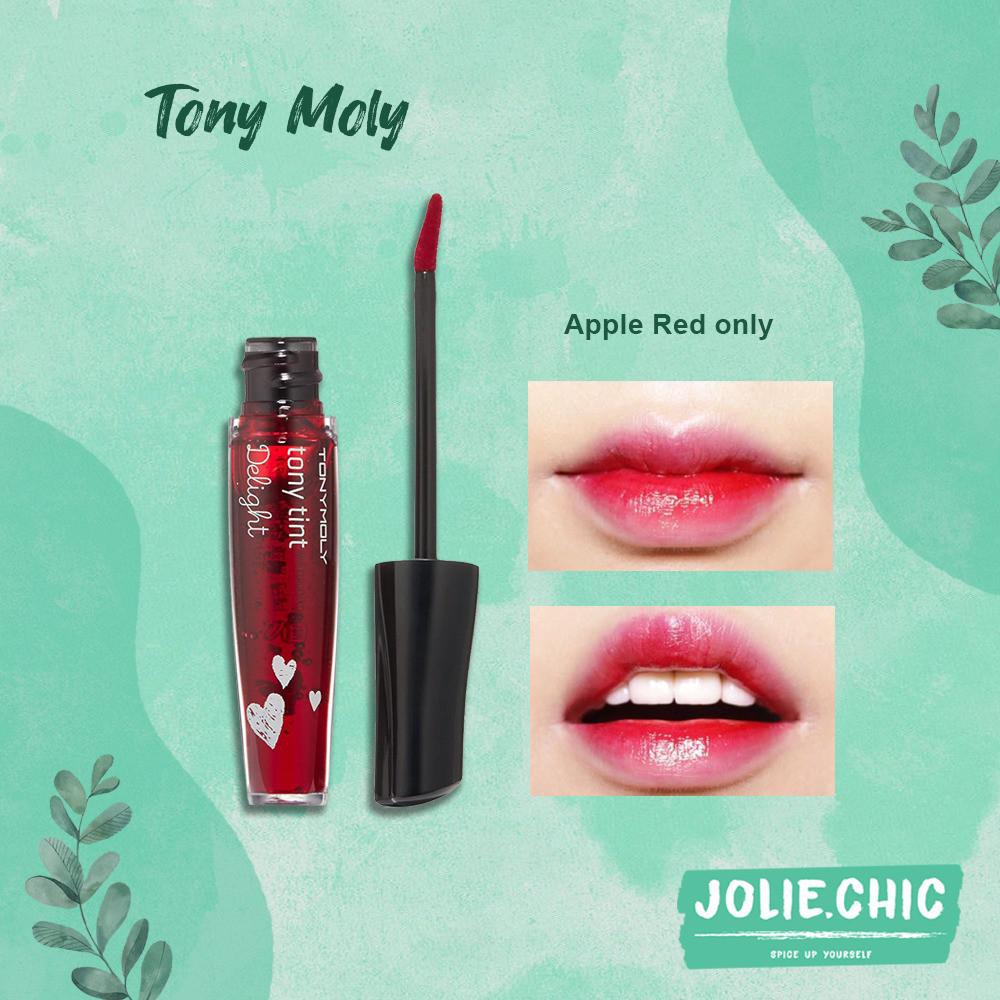 Tony Moly
Apple Red only
TONYMOLY
tony tint
Delight
JOLIE.CHIC
SPICE UP YOURSELF